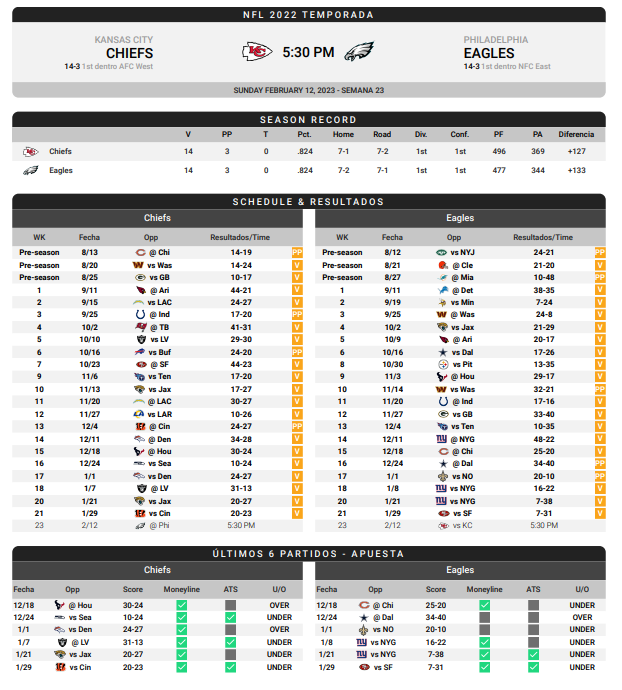 NFL 2022 TEMPORADA
KANSAS CITY
CHIEFS
14-3 1st dentro AFC West
5:30 PM
PHILADELPHIA
EAGLES
14-3 1st dentro NFC East
SUNDAY FEBRUARY 12, 2023 - SEMANA 23
SEASON RECORD
V PP T Pct. Home Road Div. Conf. PF PA Diferencia
Chiefs 14 3 0 .824 7-1 7-2 1st 1st 496 369 +127
Eagles 14 3 0 .824 7-2 7-1 1st 1st 477 344 +133
SCHEDULE & RESULTADOS
Chiefs
WK Fecha Opp Resultados/Time
Pre-season 8/13 @ Chi 14-19 PP
Pre-season 8/20 vs Was 14-24 V
Pre-season 8/25 vs GB 10-17 V
1 9/11 @ Ari 44-21 V
2 9/15 vs LAC 24-27 V
3 9/25 @ Ind 17-20 PP
4 10/2 @ TB 41-31 V
5 10/10 vs LV 29-30 V
6 10/16 vs Buf 24-20 PP
7 10/23 @ SF 44-23 V
9 11/6 vs Ten 17-20 V
10 11/13 vs Jax 17-27 V
11 11/20 @ LAC 30-27 V
12 11/27 vs LAR 10-26 V
13 12/4 @ Cin 24-27 PP
14 12/11 @ Den 34-28 V
15 12/18 @ Hou 30-24 V
16 12/24 vs Sea 10-24 V
17 1/1 vs Den 24-27 V
18 1/7 @ LV 31-13 V
20 1/21 vs Jax 20-27 V
21 1/29 vs Cin 20-23 V
23 2/12 @ Phi 5:30 PM
Eagles
WK Fecha Opp Resultados/Time
Pre-season 8/12 vs NYJ 24-21 PP
Pre-season 8/21 @ Cle 21-20 V
Pre-season 8/27 @ Mia 10-48 PP
1 9/11 @ Det 38-35 V
2 9/19 vs Min 7-24 V
3 9/25 @ Was 24-8 V
4 10/2 vs Jax 21-29 V
5 10/9 @ Ari 20-17 V
6 10/16 vs Dal 17-26 V
8 10/30 vs Pit 13-35 V
9 11/3 @ Hou 29-17 V
10 11/14 vs Was 32-21 PP
11 11/20 @ Ind 17-16 V
12 11/27 vs GB 33-40 V
13 12/4 vs Ten 10-35 V
14 12/11 @ NYG 48-22 V
15 12/18 @ Chi 25-20 V
16 12/24 @ Dal 34-40 PP
17 1/1 vs NO 20-10 PP
18 1/8 vs NYG 16-22 V
20 1/21 vs NYG 7-38 V
21 1/29 vs SF 7-31 V
23 2/12 vs KC 5:30 PM
ÚLTIMOS 6 PARTIDOS - APUESTA
Chiefs
Fecha Opp Score Moneyline ATS U/O
12/18 @ Hou 30-24 OVER
12/24 vs Sea 10-24 UNDER
1/1 vs Den 24-27 OVER
1/7 @ LV 31-13 UNDER
1/21 vs Jax 20-27 UNDER
1/29 vs Cin 20-23 UNDER
Eagles
Fecha Opp Score Moneyline ATS U/O
12/18 @ Chi 25-20 UNDER
12/24 @ Dal 34-40 OVER
1/1 vs NO 20-10 UNDER
1/8 vs NYG 16-22 UNDER
1/21 vs NYG 7-38 UNDER
1/29 vs SF 7-31 UNDER